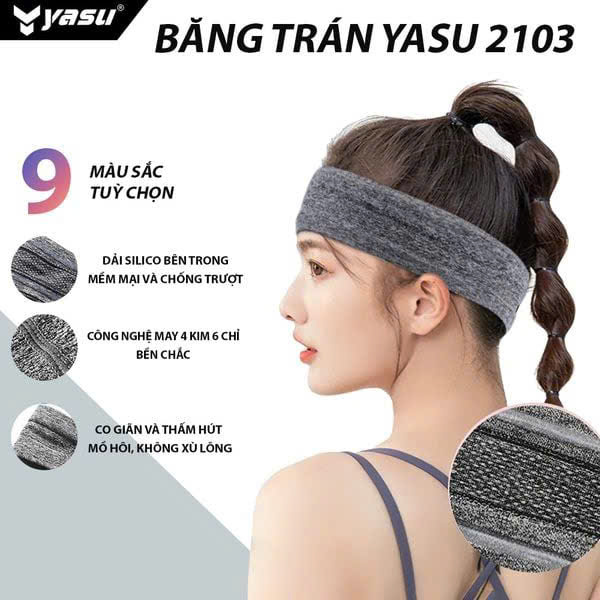 yasu®
BĂNG TRÁN YASU 2103
9
MÀU SẮC
TUỲ CHỌN
DẢI SILICO BÊN TRONG
MỀM MẠI VÀ CHỐNG TRƯỢT
CÔNG NGHỆ MAY 4 KIM 6 CHỈ
BỀN CHẮC
CO GIÃN VÀ THẤM HÚT
MỒ HÔI, KHÔNG XÙ LÔNG